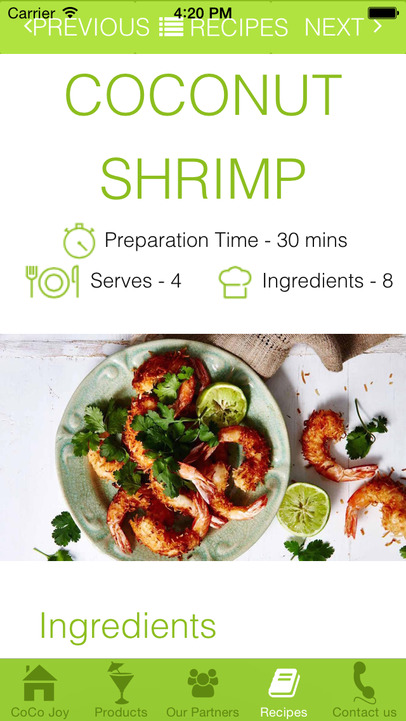 Carrier 4:20 PM
PREVIOUS RECIPES NEXT
COCONUT
SHRIMP
Preparation Time - 30 mins
Serves - 4 Ingredients - 8
Ingredients
CoCo Joy Products Our Partners Recipes Contact us